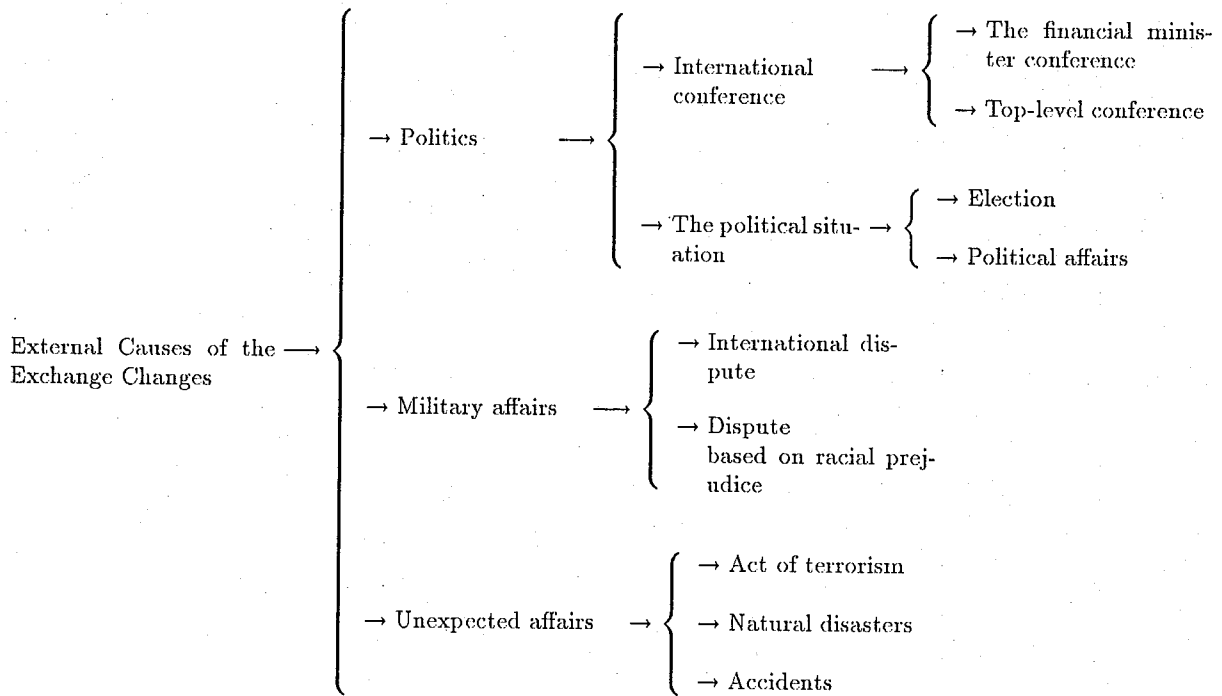 → The financial minis-
ter conference
→ International
conference
→
→ Top-level conference
→ Politics
→
→ Election
→ The political situ-
ation
→
→ Political affairs
External Causes of the
Exchange Changes
→
→ International dis-
pute
→ Military affairs
→
→ Dispute
based on racial prej-
udice
→ Act of terrorism
→ Unexpected affairs
→
→ Natural disasters
→ Accidents